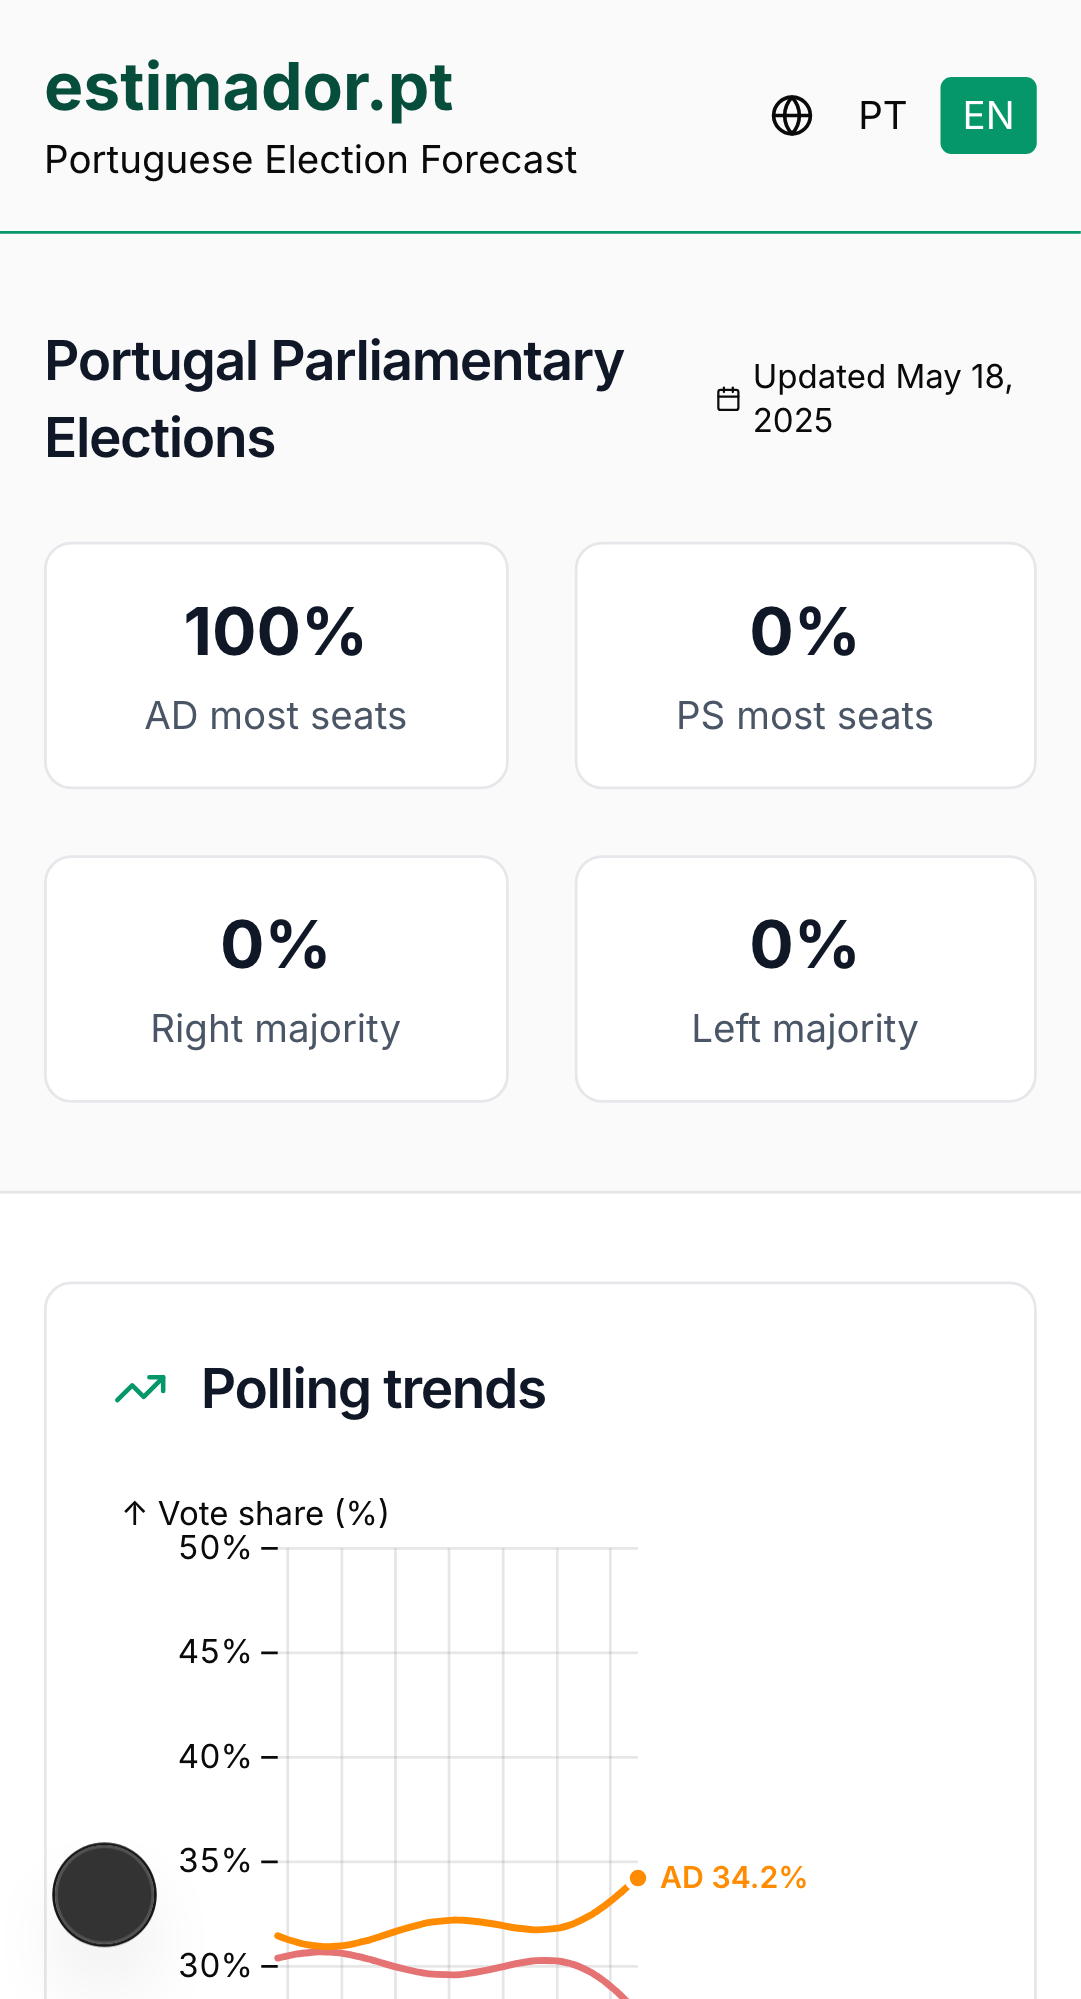 estimador.pt
Portuguese Election Forecast
PT
EN
Portugal Parliamentary
Elections
Updated May 18,
2025
100%
AD most seats
0%
PS most seats
0%
Right majority
0%
Left majority
Polling trends
↑ Vote share (%)
50%
45%
40%
35%
AD 34.2%
30%